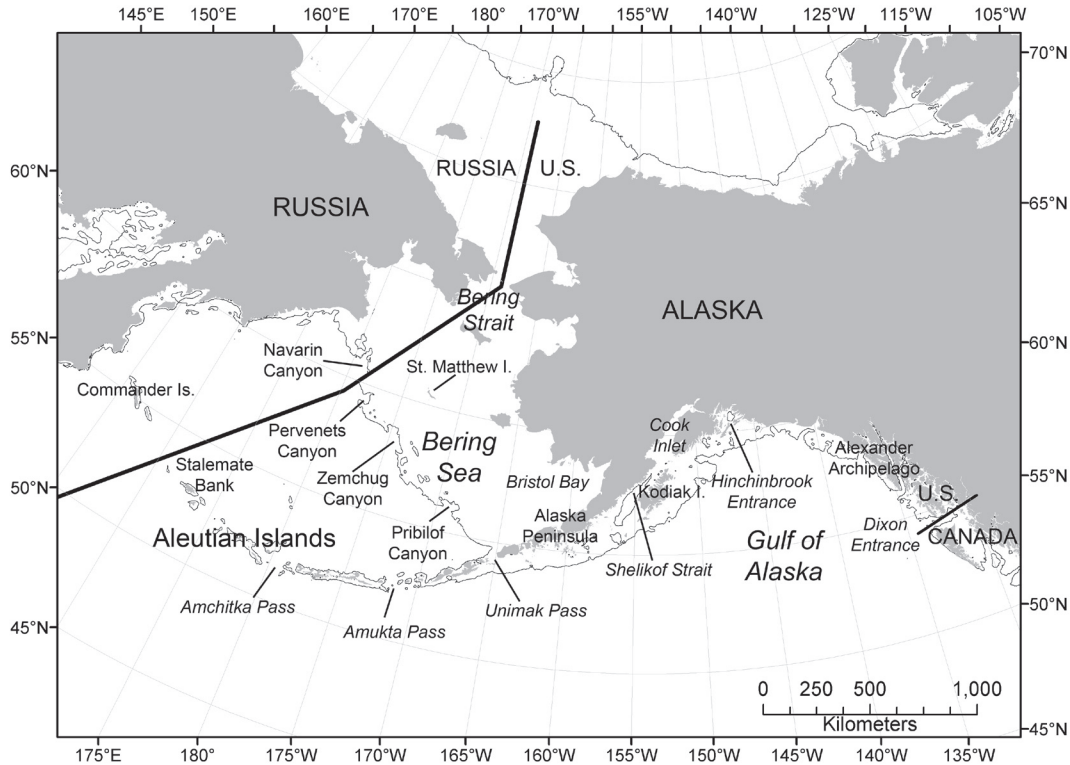 145°E 150°E 160°E 170°E 180° 170°W 155°W 140°W 125°W 115°W 105°W
70°N
60°N
RUSSIA U.S.
65°N
RUSSIA
Bering
Strait
ALASKA
55°N
60°N
Navarin
Canyon
St. Matthew I.
Commander Is.
Pervenets
Canyon
Bering
Sea
Cook
Inlet
Alexander
Archipelago
Stalemate
Bank
Zemchug
Canyon
Bristol Bay
Kodiak I.
Hinchinbrook
Entrance
55°N
50°N
U.S.
Aleutian Islands
Pribilof
Canyon
Alaska
Peninsula
Gulf of
Alaska
Dixon
Entrance
CANADA
Shelikof Strait
Amchitka Pass
Unimak Pass
50°N
Amukta Pass
45°N
0 250 500 1,000
Kilometers
45°N
175°E 180° 175°W 170°W 165°W 160°W 155°W 150°W 145°W 140°W 135°W